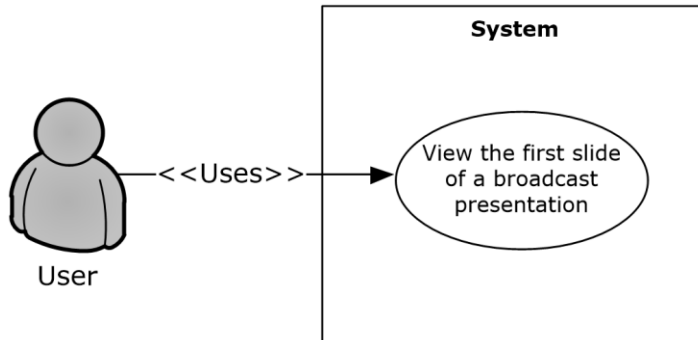 System
View the first slide
of a broadcast
presentation
<<Uses>>
User